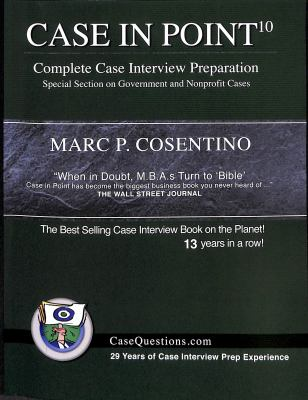 CASE IN POINT10
Complete Case Interview Preparation
Special Section on Government and Nonprofit Cases
MARC P. COSENTINO
"When in Doubt, M.B.A.s Turn to 'Bible'
Case in Point has become the biggest business book you never heard of ..."
THE WALL STREET JOURNAL
The Best Selling Case Interview Book on the Planet!
13 years in a row!
CaseQuestions.com
29 Years of Case Interview Prep Experience